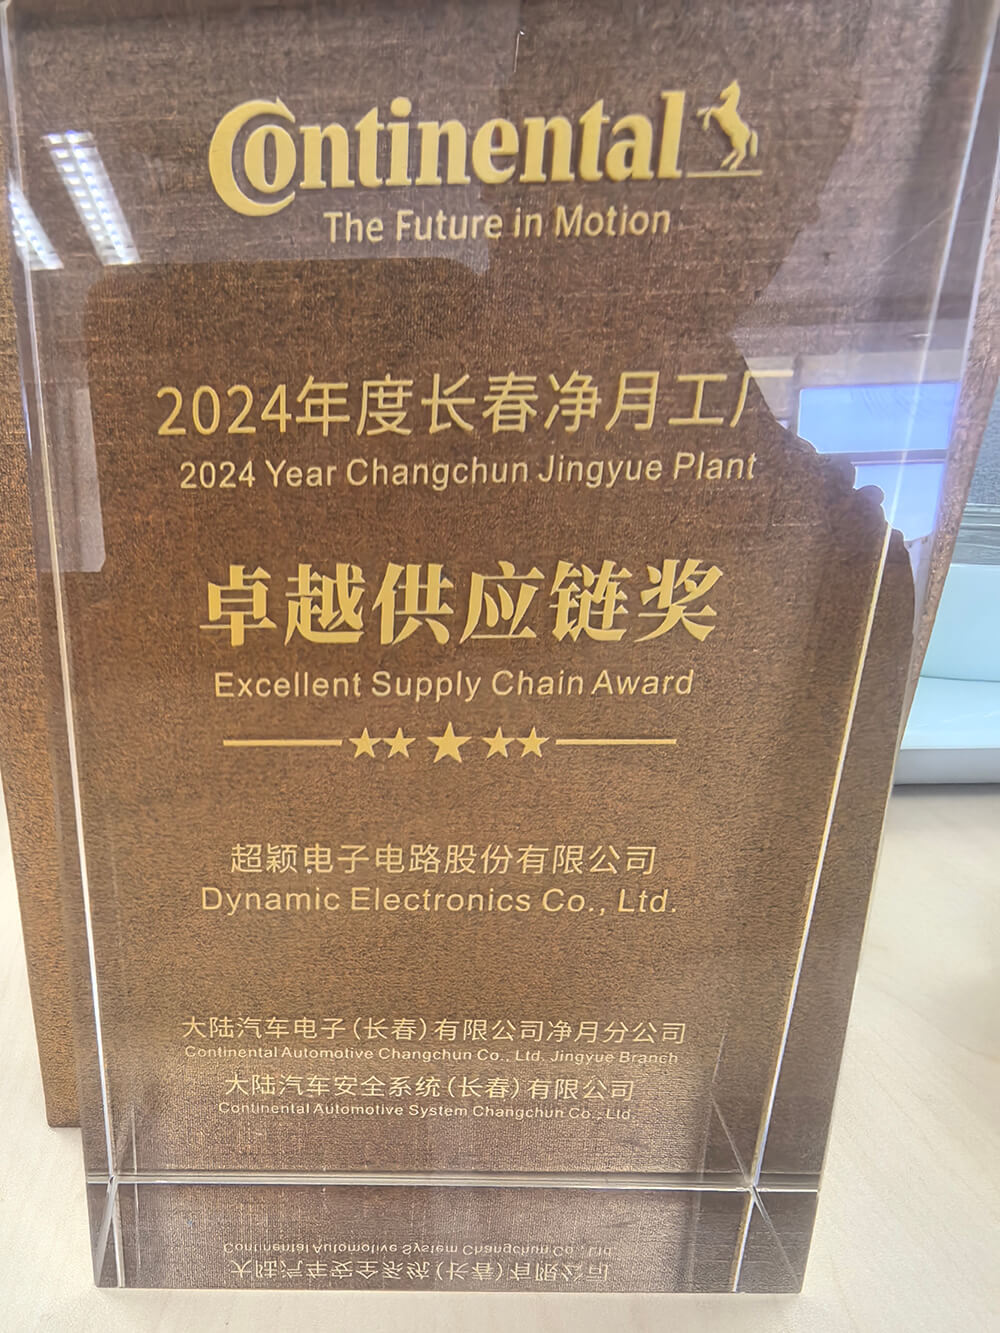 Continental
The Future in Motion
2024年度长春净月工厂
2024 Year Changchun Jingyue Plant
卓越供应链奖
Excellent Supply Chain Award
超颖电子电路股份有限公司
Dynamic Electronics Co., Ltd.
大陆汽车电子(长春)有限公司净月分公司
Continental Automotive Changchun Co., Ltd. Jingyue Branch
大陆汽车安全系统(长春)有限公司
Continental Automotive System Changchun Co., Ltd.